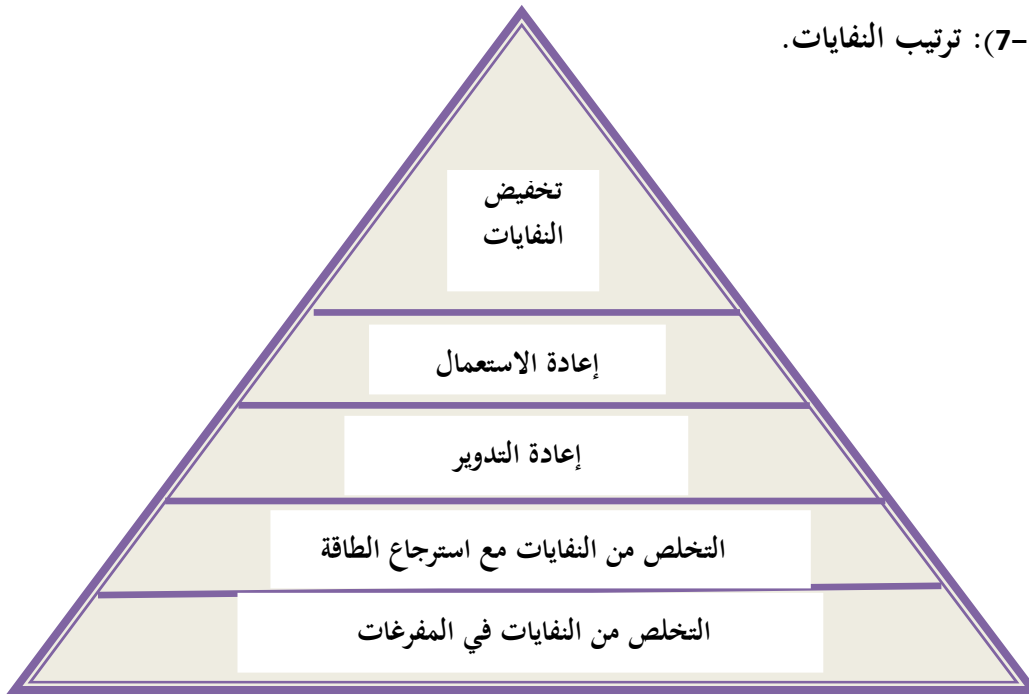 7-): ترتيب النفايات.
تخفيض
النفايات
إعادة الاستعمال
إعادة التدوير
التخلص من النفايات مع استرجاع الطاقة
التخلص من النفايات في المفرغات